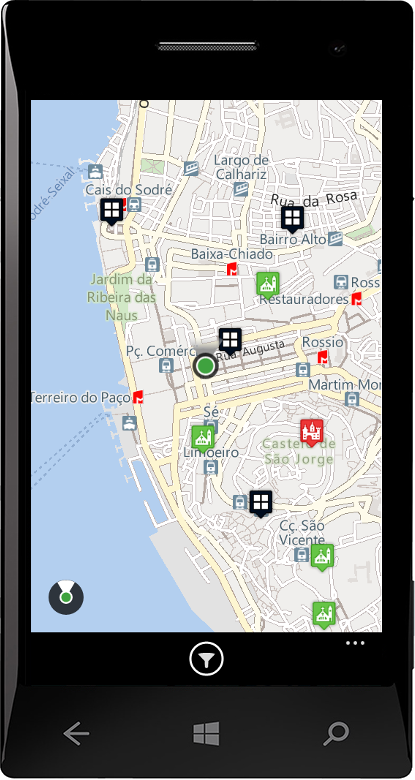 Largo de
Calhariz
Cais do Sodré
Rua da Rosa
dré-Seixal
Bairro Alto
Baixa-Chiado
Ross
Jardim da
Ribeira das
Naus
Restauradores
Pç. Comérc
Rua Augusta
Rossio
Martim Mon
Terreiro do Paço
Sé
Limoeiro
Castelo de
São Jorge
Cç. São
Vicente